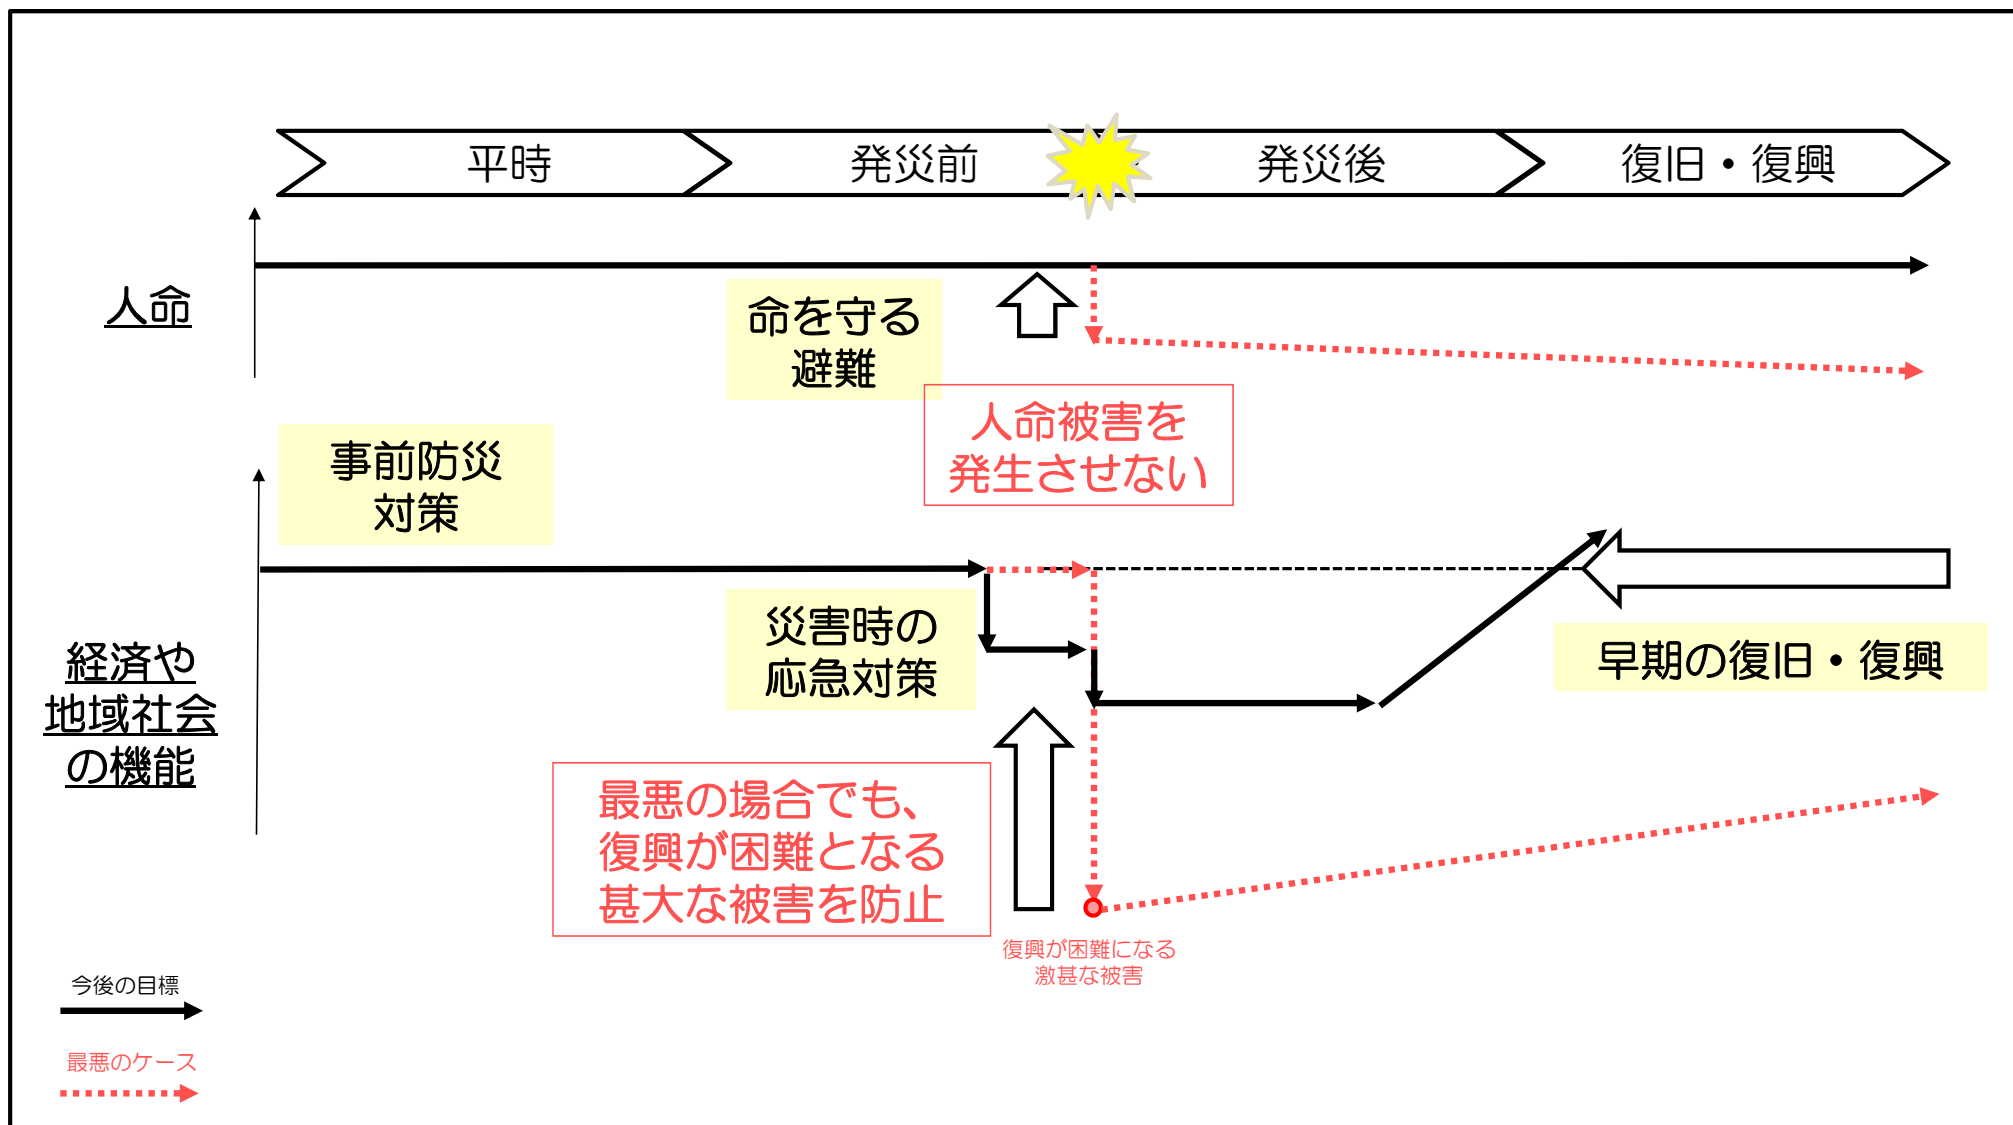 平時
発災前
発災後
復旧・復興
人命
命を守る
避難
人命被害を
発生させない
事前防災
対策
経済や
地域社会
の機能
災害時の
応急対策
早期の復旧・復興
最悪の場合でも、
復興が困難となる
甚大な被害を防止
復興が困難になる
激甚な被害
今後の目標
最悪のケース